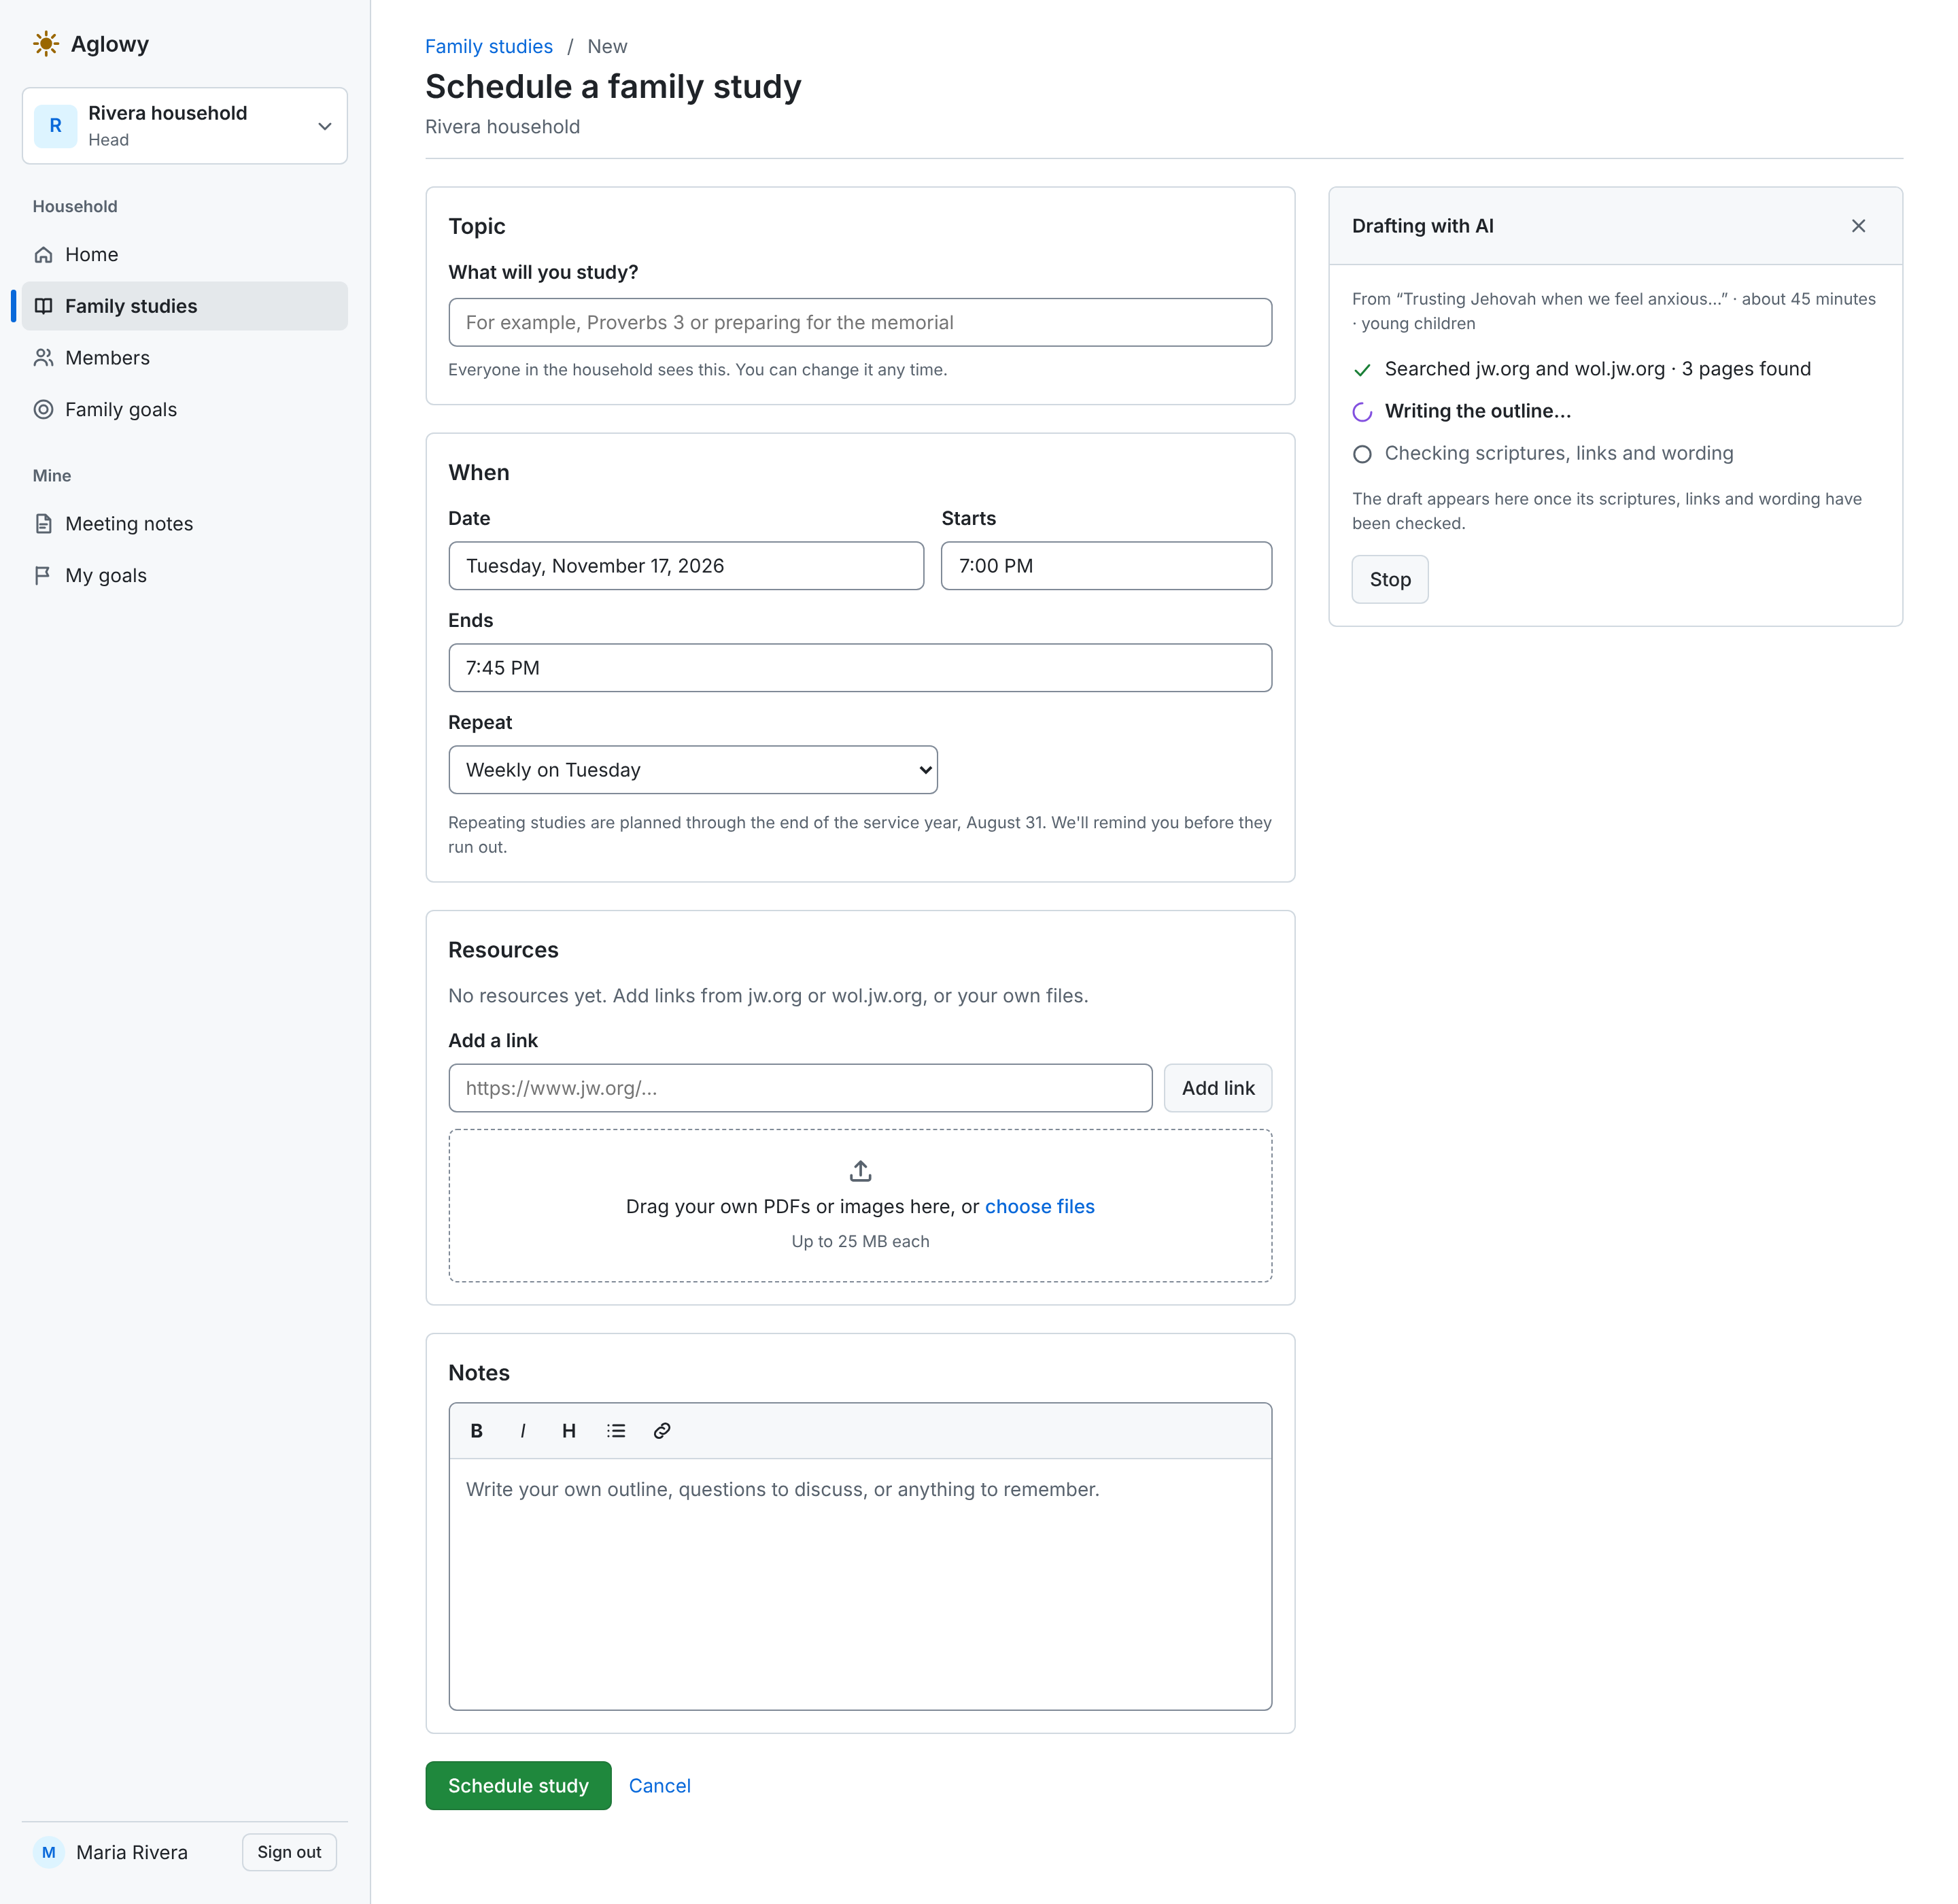 Aglowy
R
Rivera household
Head
Household
Home
Family studies
Members
Family goals
Mine
Meeting notes
My goals
M
Maria Rivera
Sign out
Family studies / New
Schedule a family study
Rivera household
Topic
What will you study?
For example, Proverbs 3 or preparing for the memorial
Everyone in the household sees this. You can change it any time.
When
Date
Starts
Tuesday, November 17, 2026
7:00 PM
Ends
7:45 PM
Repeat
Weekly on Tuesday
Repeating studies are planned through the end of the service year, August 31. We'll remind you before they
run out.
Resources
No resources yet. Add links from jw.org or wol.jw.org, or your own files.
Add a link
https://www.jw.org/...
Add link
Drag your own PDFs or images here, or choose files
Up to 25 MB each
Notes
B I H
Write your own outline, questions to discuss, or anything to remember.
Schedule study
Cancel
Drafting with AI
From “Trusting Jehovah when we feel anxious…” · about 45 minutes
· young children
Searched jw.org and wol.jw.org · 3 pages found
Writing the outline…
Checking scriptures, links and wording
The draft appears here once its scriptures, links and wording have
been checked.
Stop